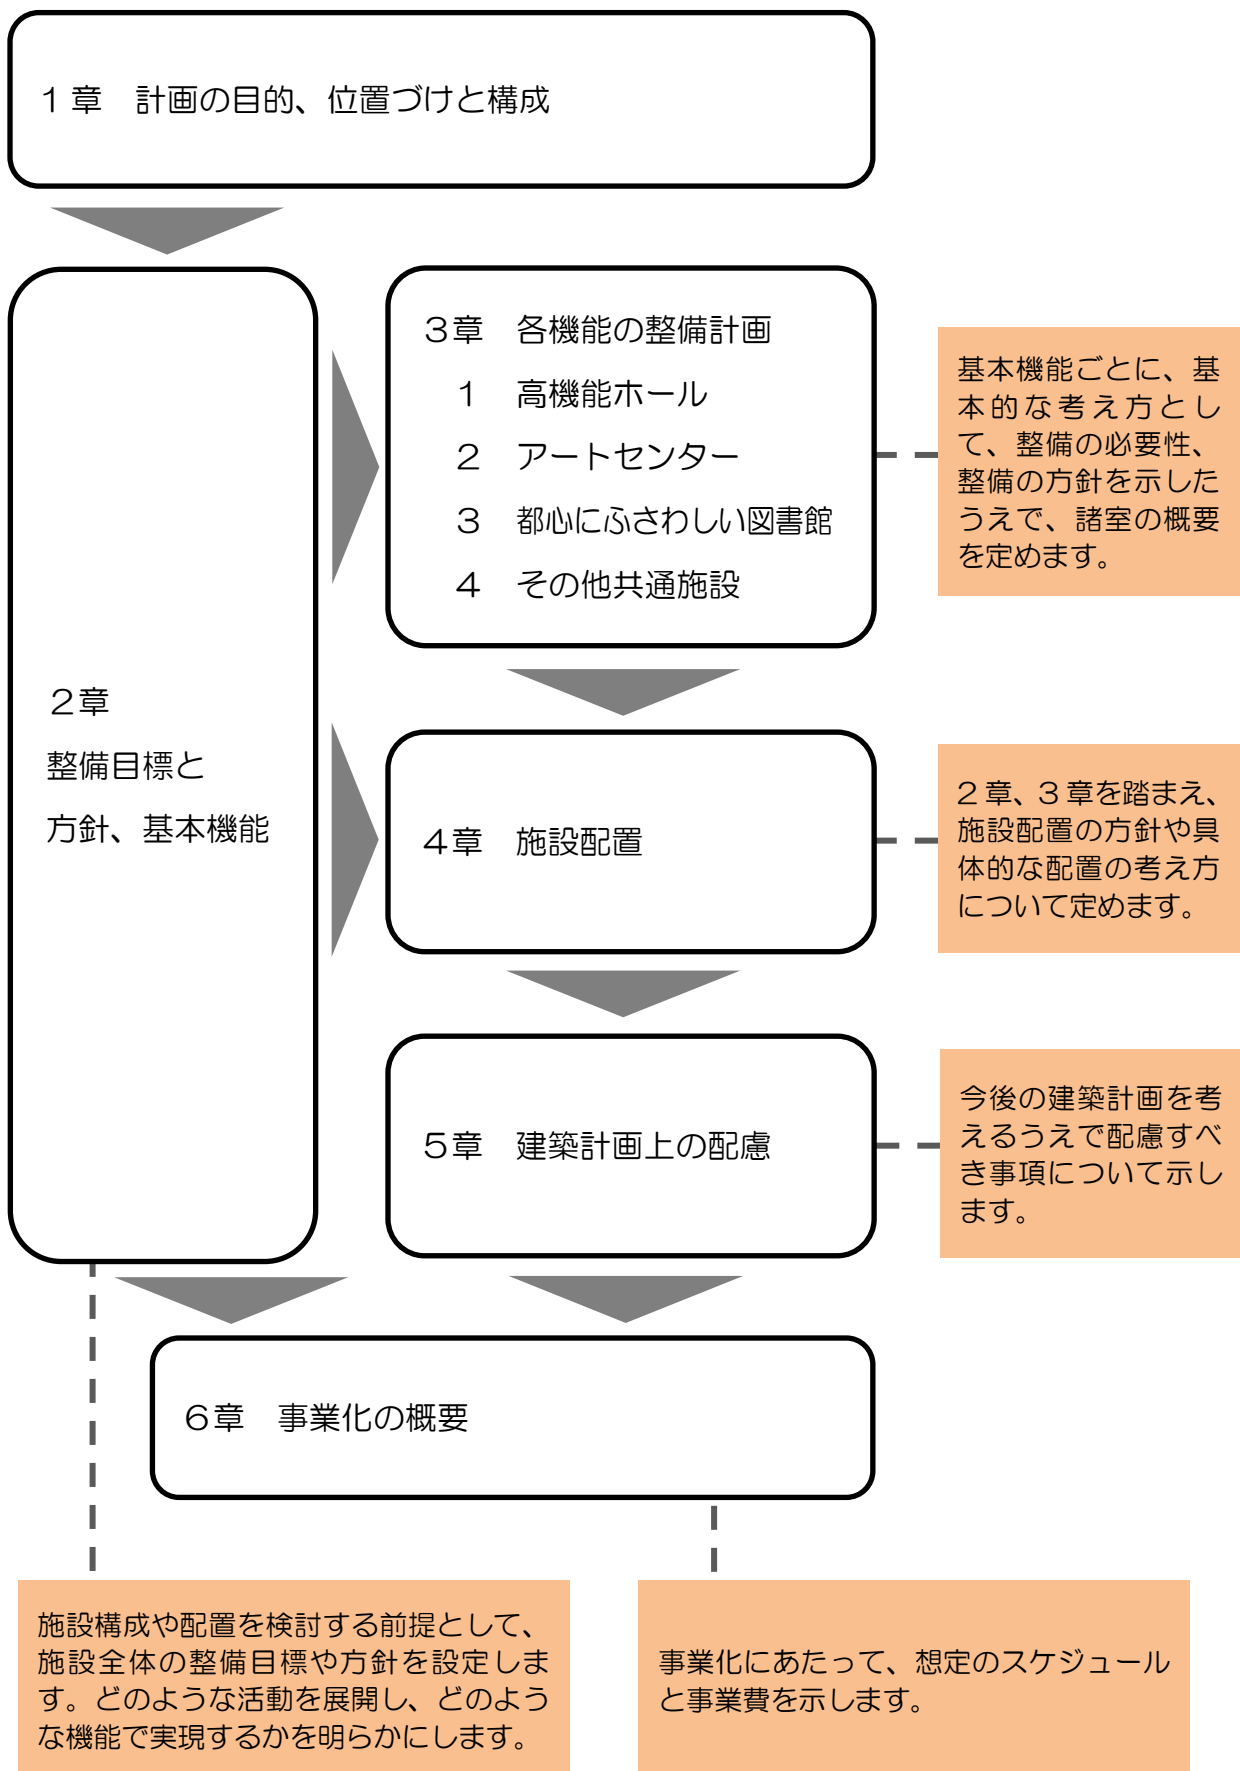 1章　計画の目的、位置づけと構成
2章
整備目標と
方針、基本機能
3章　各機能の整備計画
1　高機能ホール
2　アートセンター
3　都心にふさわしい図書館
4　その他共通施設
基本機能ごとに、基
本的な考え方とし
て、整備の必要性、
整備の方針を示した
うえで、諸室の概要
を定めます。
4章　施設配置
2章、3章を踏まえ、
施設配置の方針や具
体的な配置の考え方
について定めます。
5章　建築計画上の配慮
今後の建築計画を考
えるうえで配慮すべ
き事項について示し
ます。
6章　事業化の概要
施設構成や配置を検討する前提として、
施設全体の整備目標や方針を設定しま
す。どのような活動を展開し、どのよう
な機能で実現するかを明らかにします。
事業化にあたって、想定のスケジュール
と事業費を示します。